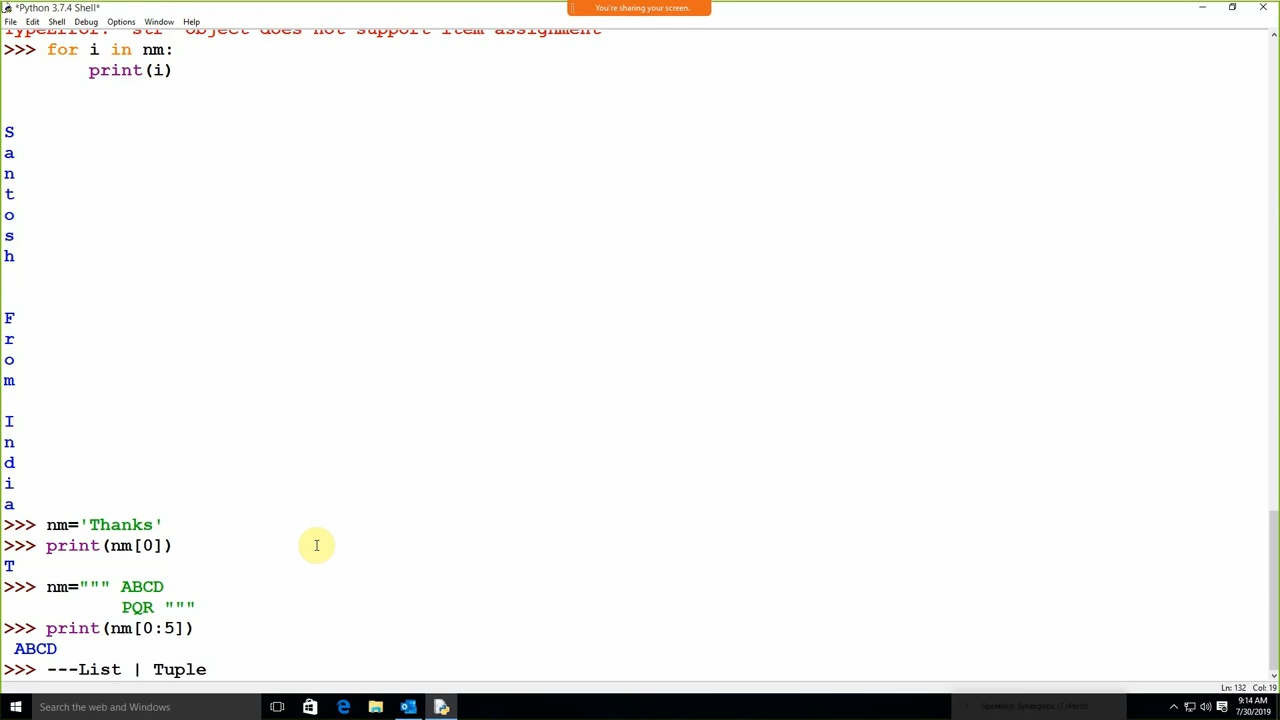 *Python 3.7.4 Shell*
You're sharing your screen.
File Edit Shell Debug Options Window Help
TypeError: 'str' object does not support item assignment
>>> for i in nm:
print(i)
S
a
n
t
o
s
h
F
r
o
m
I
n
d
i
a
>>> nm='Thanks'
>>> print(nm[0])
T
>>> nm=""" ABCD
PQR """
>>> print(nm[0:5])
ABCD
>>> ---List | Tuple
Ln: 132 Col: 19
Search the web and Windows
Speaking:
9:14 AM
7/30/2019